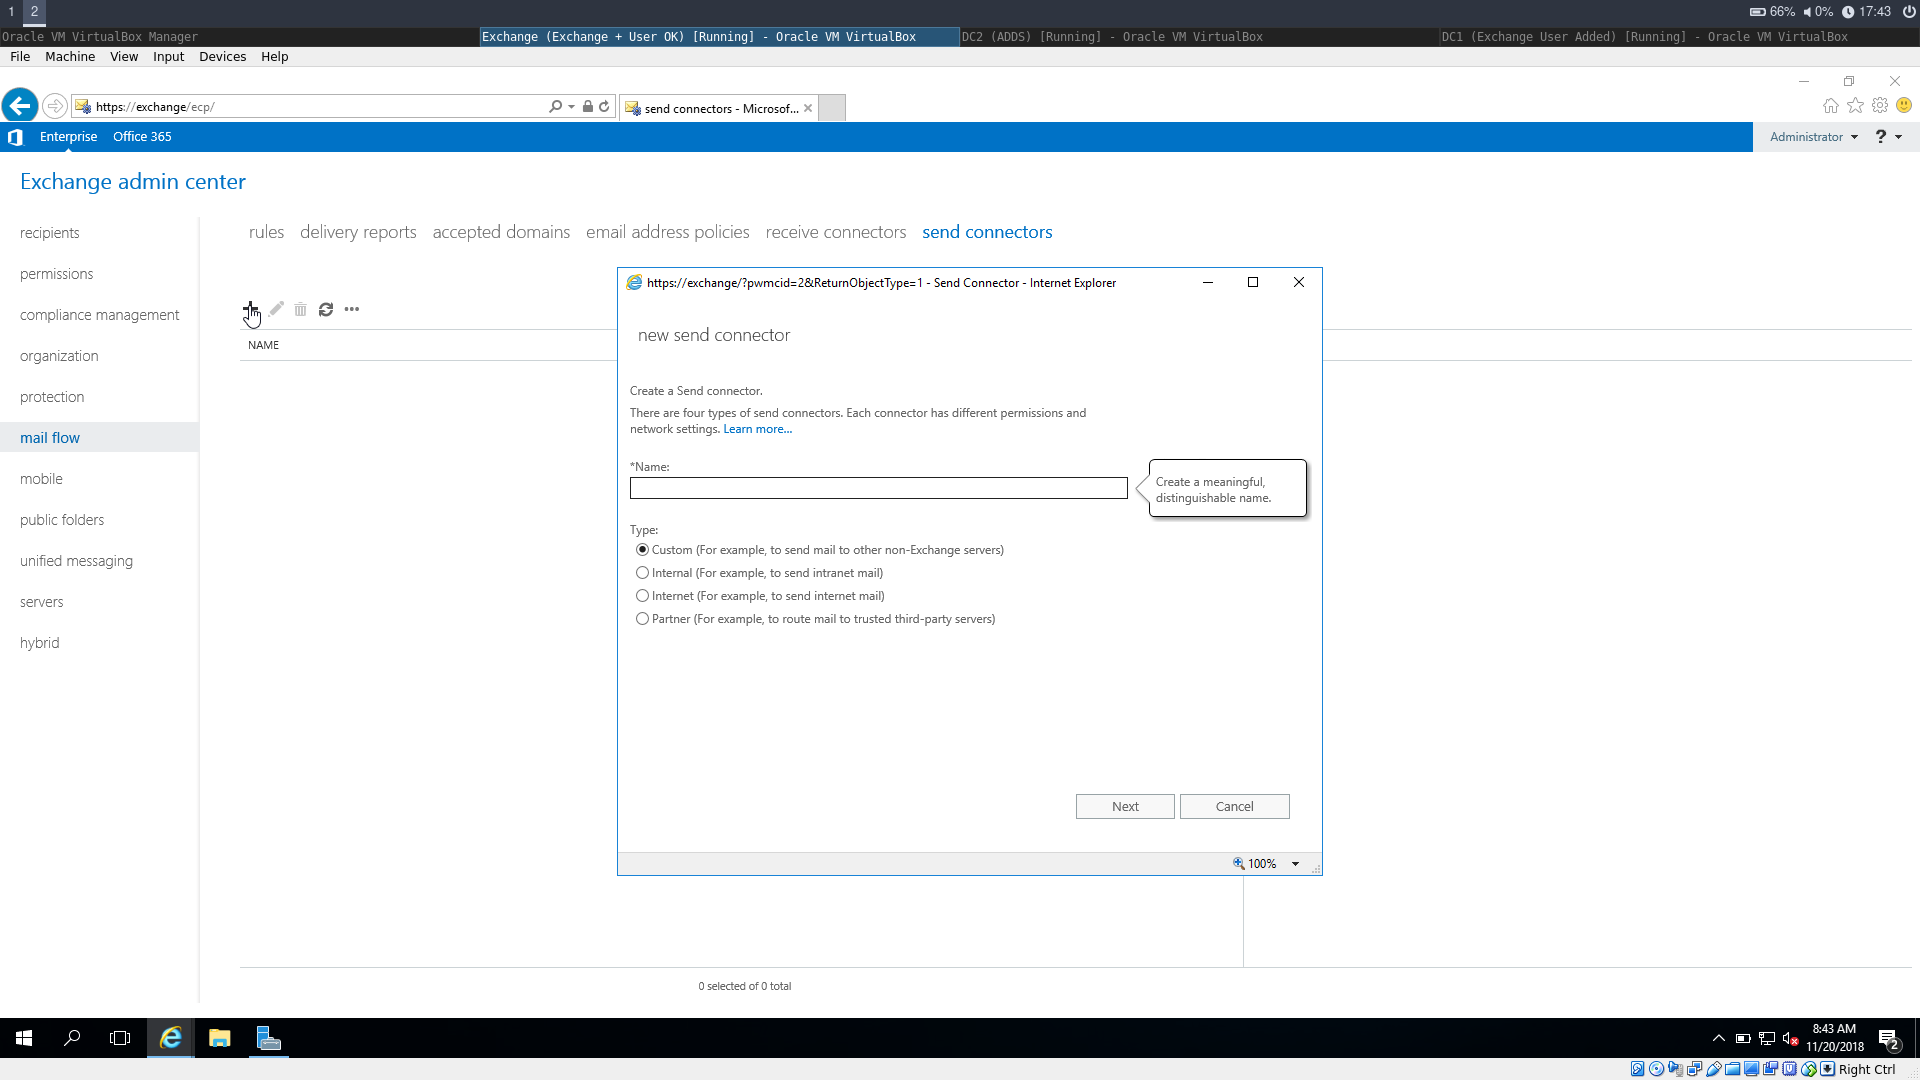 1 2 66% 0% 17:43
Oracle VM VirtualBox Manager Exchange (Exchange + User OK) [Running] - Oracle VM VirtualBox DC2 (ADDS) [Running] - Oracle VM VirtualBox DC1 (Exchange User Added) [Running] - Oracle VM VirtualBox
File Machine View Input Devices Help
https://exchange/ecp/ send connectors - Microsof...
Enterprise Office 365 Administrator ?
Exchange admin center
recipients
permissions
compliance management
organization
protection
mail flow
mobile
public folders
unified messaging
servers
hybrid
rules delivery reports accepted domains email address policies receive connectors send connectors
NAME
https://exchange/?pwmcid=2&ReturnObjectType=1 - Send Connector - Internet Explorer
new send connector
Create a Send connector.
There are four types of send connectors. Each connector has different permissions and
network settings. Learn more...
*Name:
Create a meaningful,
distinguishable name.
Type:
Custom (For example, to send mail to other non-Exchange servers)
Internal (For example, to send intranet mail)
Internet (For example, to send internet mail)
Partner (For example, to route mail to trusted third-party servers)
Next Cancel
100%
0 selected of 0 total
8:43 AM
11/20/2018
2
Right Ctrl